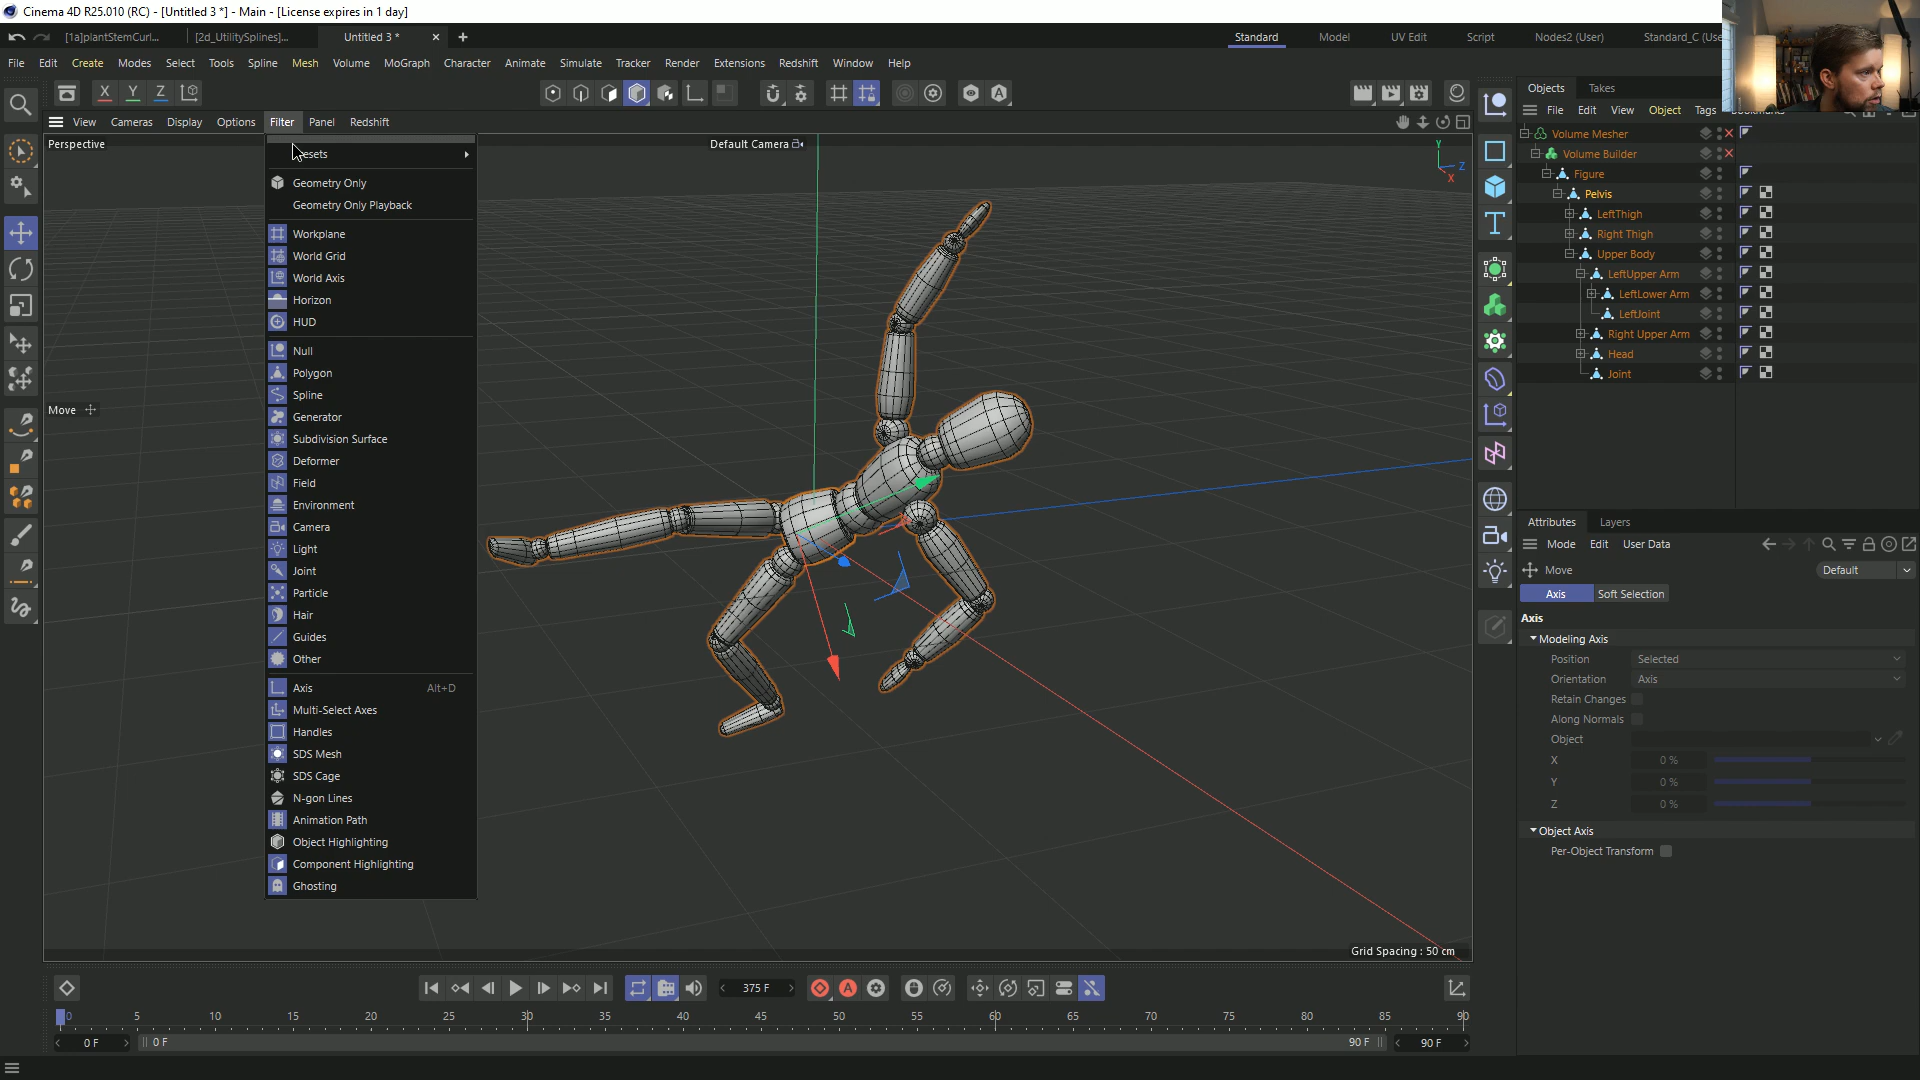 Cinema 4D R25.010 (RC) - [Untitled 3 *] - Main - [License expires in 1 day]
[1a]plantStemCurl... [2d_UtilitySplines]... Untitled 3 * Standard Model UV Edit Script Nodes2 (User) Standard_C (Use
File Edit Create Modes Select Tools Spline Mesh Volume MoGraph Character Animate Simulate Tracker Render Extensions Redshift Window Help
X Y Z
View Cameras Display Options Filter Panel Redshift
Perspective
Default Camera
Y
Z
X
Move
Geometry Only
Geometry Only Playback
Workplane
World Grid
World Axis
Horizon
HUD
Null
Polygon
Spline
Generator
Subdivision Surface
Deformer
Field
Environment
Camera
Light
Joint
Particle
Hair
Guides
Other
Axis Alt+D
Multi-Select Axes
Handles
SDS Mesh
SDS Cage
N-gon Lines
Animation Path
Object Highlighting
Component Highlighting
Ghosting
Grid Spacing : 50 cm
Objects Takes
File Edit View Object Tags
Volume Mesher
Volume Builder
Figure
Pelvis
LeftThigh
Right Thigh
Upper Body
LeftUpper Arm
LeftLower Arm
LeftJoint
Right Upper Arm
Head
Joint
Attributes Layers
Mode Edit User Data
Move Default
Axis Soft Selection
Axis
Modeling Axis
Position Selected
Orientation Axis
Retain Changes
Along Normals
Object
X 0 %
Y 0 %
Z 0 %
Object Axis
Per-Object Transform
375 F
0 5 10 15 20 25 30 35 40 45 50 55 60 65 70 75 80 85 90
0 F 0 F 90 F 90 F